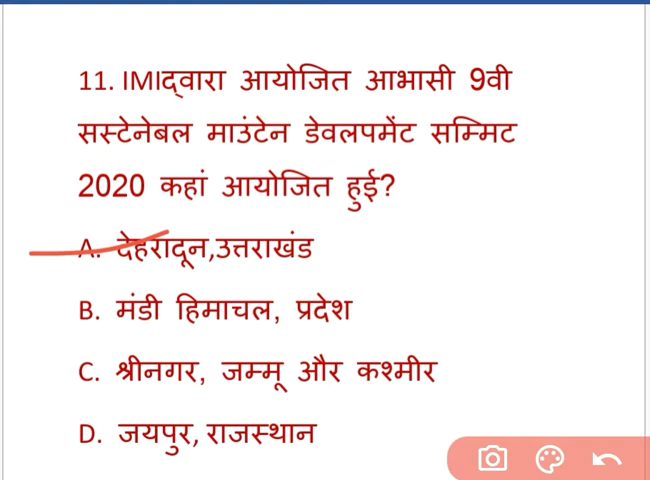 11. IMIद्वारा आयोजित आभासी 9वी
सस्टेनेबल माउंटेन डेवलपमेंट सम्मिट
2020 कहां आयोजित हुई?
A. देहरादून,उत्तराखंड
B. मंडी हिमाचल, प्रदेश
C. श्रीनगर, जम्मू और कश्मीर
D. जयपुर, राजस्थान